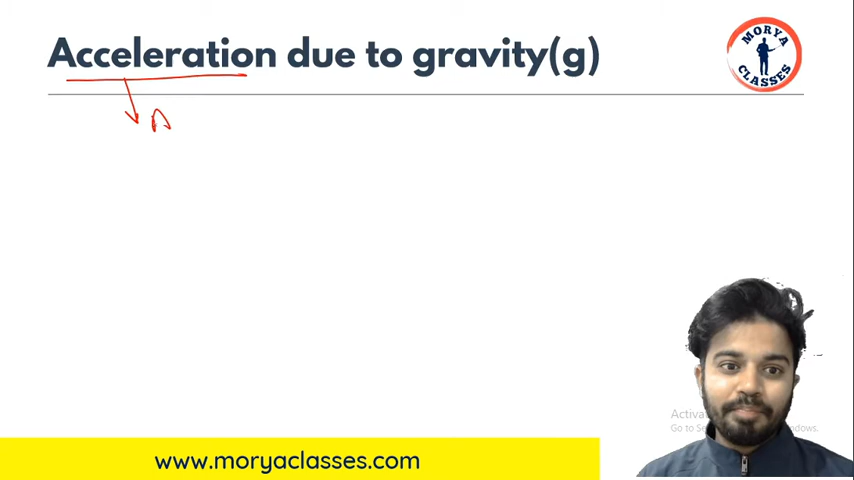 Acceleration due to gravity(g)
MORYA
CLASSES
www.moryaclasses.com